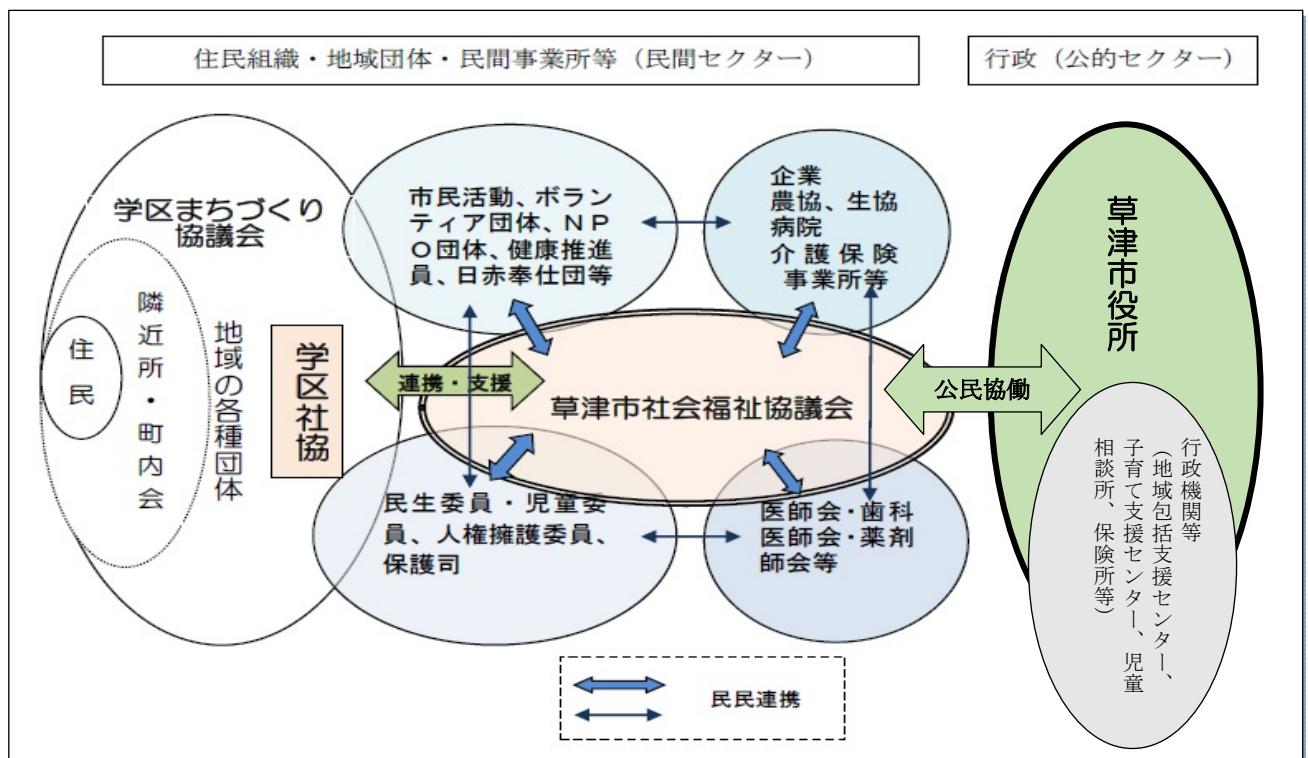 住民組織・地域団体・民間事業所等（民間セクター）
行政（公的セクター）
学区まちづくり
協議会
住民
隣近所・町内会
地域の各種団体
学区社協
市民活動、ボラン
ティア団体、ＮＰ
Ｏ団体、健康推進
員、日赤奉仕団等
企業
農協、生協
病院
介護保険
事業所等
連携・支援
草津市社会福祉協議会
公民協働
草津市役所
民生委員・児童委
員、人権擁護委員、
保護司
医師会・歯科
医師会・薬剤
師会等
行政機関等
（地域包括支援センター、
子育て支援センター、児童
相談所、保険所等）
民民連携